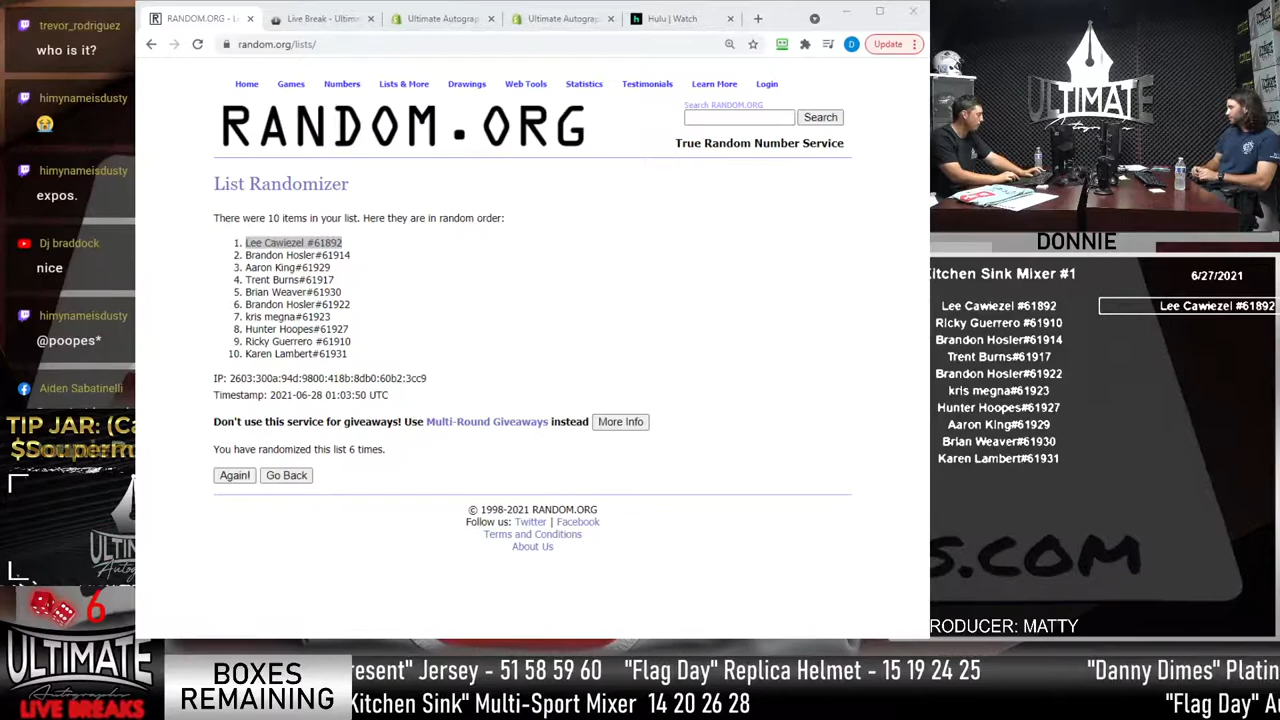 trevor_rodriguez
who is it?
himynameisdusty
himynameisdusty
expos.
Dj braddock
nice
himynameisdusty
@poopes*
Aiden Sabatinelli
TIP JAR: (Ca
$SouperM
6
ULTIMATE
Autographs
LIVE BREAKS
RANDOM.ORG - L
Live Break - Ultim
Ultimate Autograp
Ultimate Autograp
Hulu | Watch
random.org/lists/
D
Update
Home
Games
Numbers
Lists & More
Drawings
Web Tools
Statistics
Testimonials
Learn More
Login
RANDOM.ORG
Search RANDOM.ORG
Search
True Random Number Service
List Randomizer
There were 10 items in your list. Here they are in random order:
1. Lee Cawiezel #61892
2. Brandon Hosler#61914
3. Aaron King#61929
4. Trent Burns#61917
5. Brian Weaver#61930
6. Brandon Hosler#61922
7. kris megna#61923
8. Hunter Hoopes#61927
9. Ricky Guerrero #61910
10. Karen Lambert#61931
IP: 2603:300a:94d:9800:418b:8db0:60b2:3cc9
Timestamp: 2021-06-28 01:03:50 UTC
Don't use this service for giveaways! Use Multi-Round Giveaways instead
More Info
You have randomized this list 6 times.
Again!
Go Back
© 1998-2021 RANDOM.ORG
Follow us: Twitter | Facebook
Terms and Conditions
About Us
TIMAT
DONNIE
Kitchen Sink Mixer #1
6/27/2021
Lee Cawiezel #61892
Lee Cawiezel #61892
Ricky Guerrero #61910
Brandon Hosler#61914
Trent Burns#61917
Brandon Hosler#61922
kris megna#61923
Hunter Hoopes#61927
Aaron King#61929
Brian Weaver#61930
Karen Lambert#61931
S.COM
RODUCER: MATTY
BOXES
REMAINING
resent" Jersey - 51 58 59 60 "Flag Day" Replica Helmet - 15 19 24 25 "Danny Dimes" Platin
Kitchen Sink" Multi-Sport Mixer 14 20 26 28 "Flag Day" A